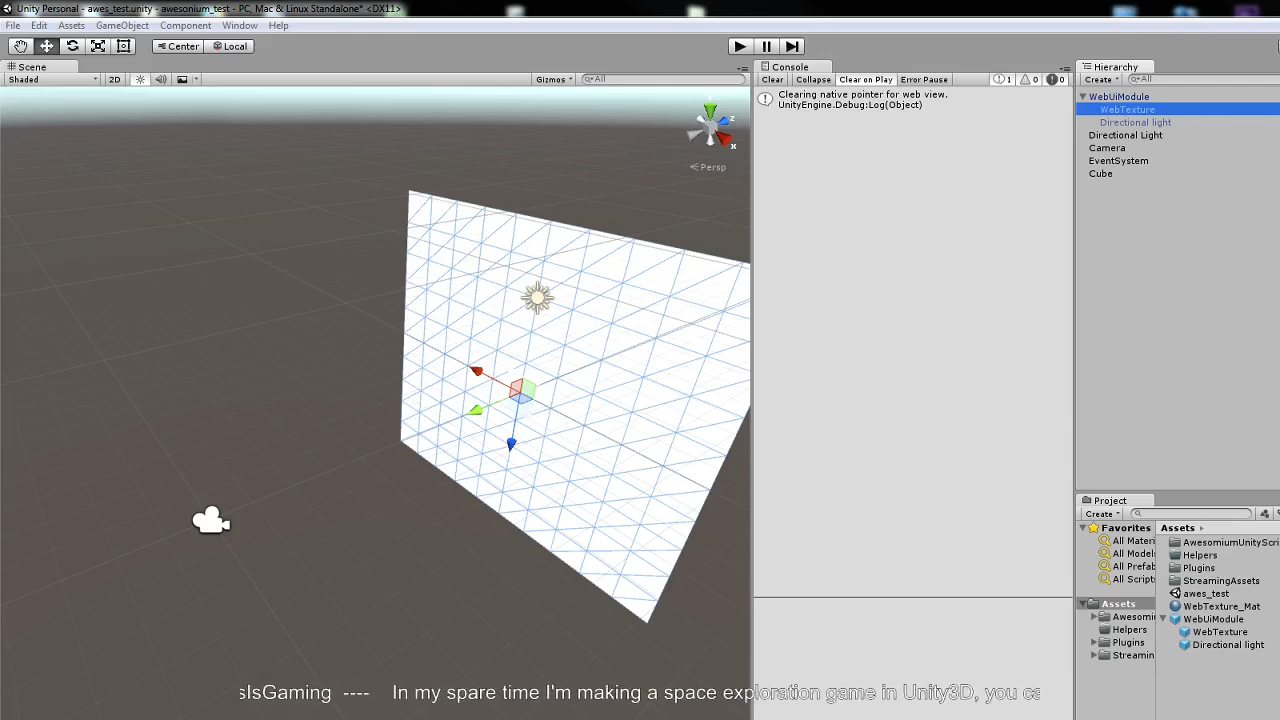 Unity Personal - awes_test.unity - awesonium_test - PC, Mac & Linux Standalone* <DX11>
File Edit Assets GameObject Component Window Help
Center Local
Scene
Shaded 2D Gizmos All
y
z
x
Persp
Console
Clear Collapse Clear on Play Error Pause 1 0 0
Clearing native pointer for web view.
UnityEngine.Debug:Log(Object)
Hierarchy
Create All
WebUiModule
WebTexture
Directional light
Directional Light
Camera
EventSystem
Cube
Project
Create
Favorites
All Materi
All Models
All Prefab
All Scripts
Assets
Awesomi
Helpers
Plugins
Streamin
Assets
AwesomiumUnityScri
Helpers
Plugins
StreamingAssets
awes_test
WebTexture_Mat
WebUiModule
WebTexture
Directional light
sIsGaming ---- In my spare time I'm making a space exploration game in Unity3D, you ca